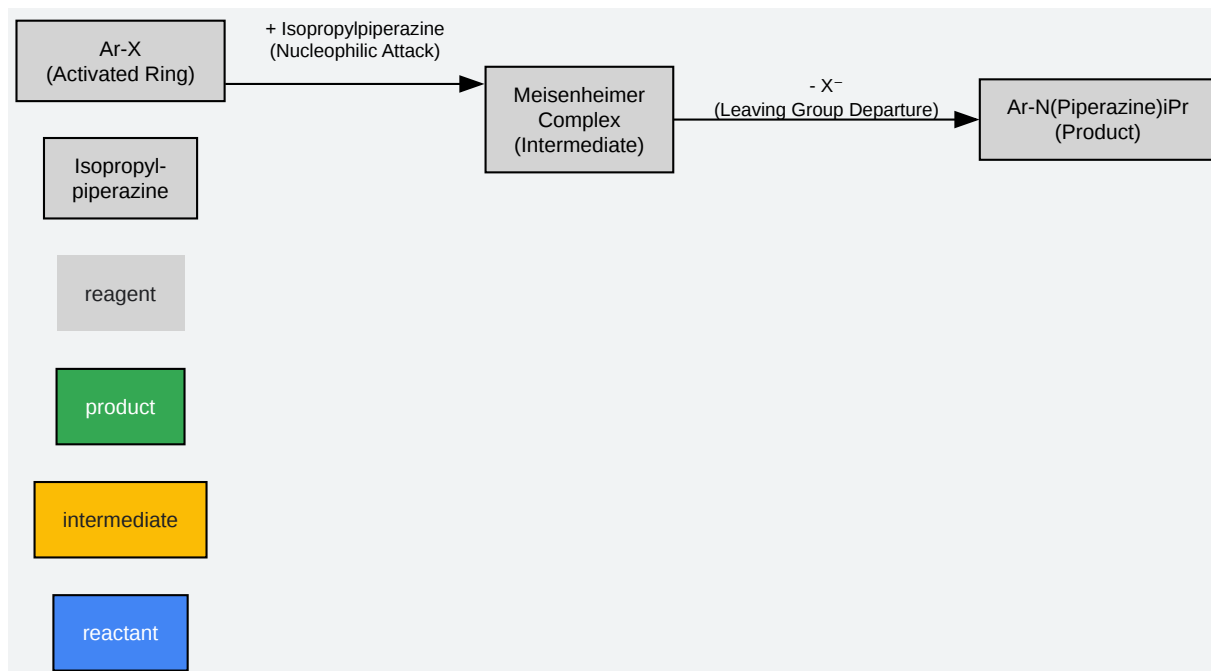 Ar-X
(Activated Ring)
+ Isopropylpiperazine
(Nucleophilic Attack)
Meisenheimer
Complex
(Intermediate)
- X⁻
(Leaving Group Departure)
Ar-N(Piperazine)iPr
(Product)
Isopropyl-
piperazine
reagent
product
intermediate
reactant